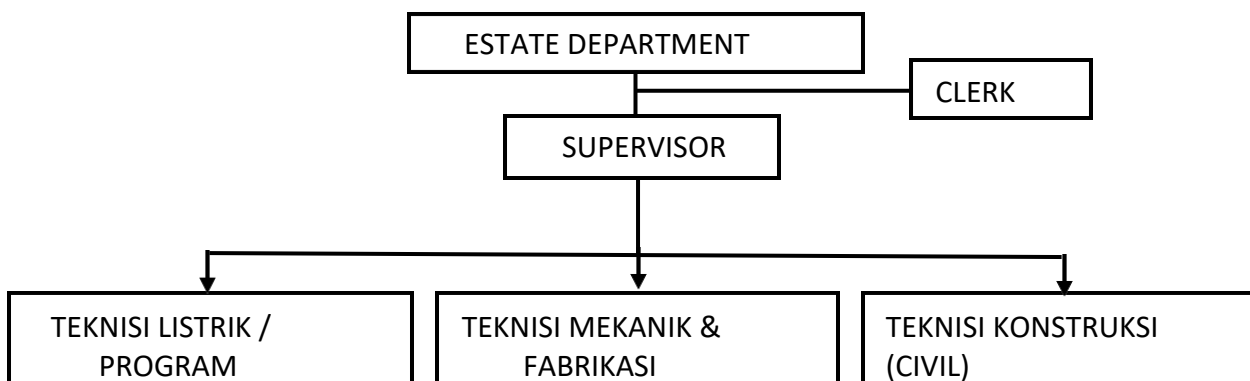 ESTATE DEPARTMENT
CLERK
SUPERVISOR
TEKNISI LISTRIK /
PROGRAM
TEKNISI MEKANIK &
FABRIKASI
TEKNISI KONSTRUKSI
(CIVIL)